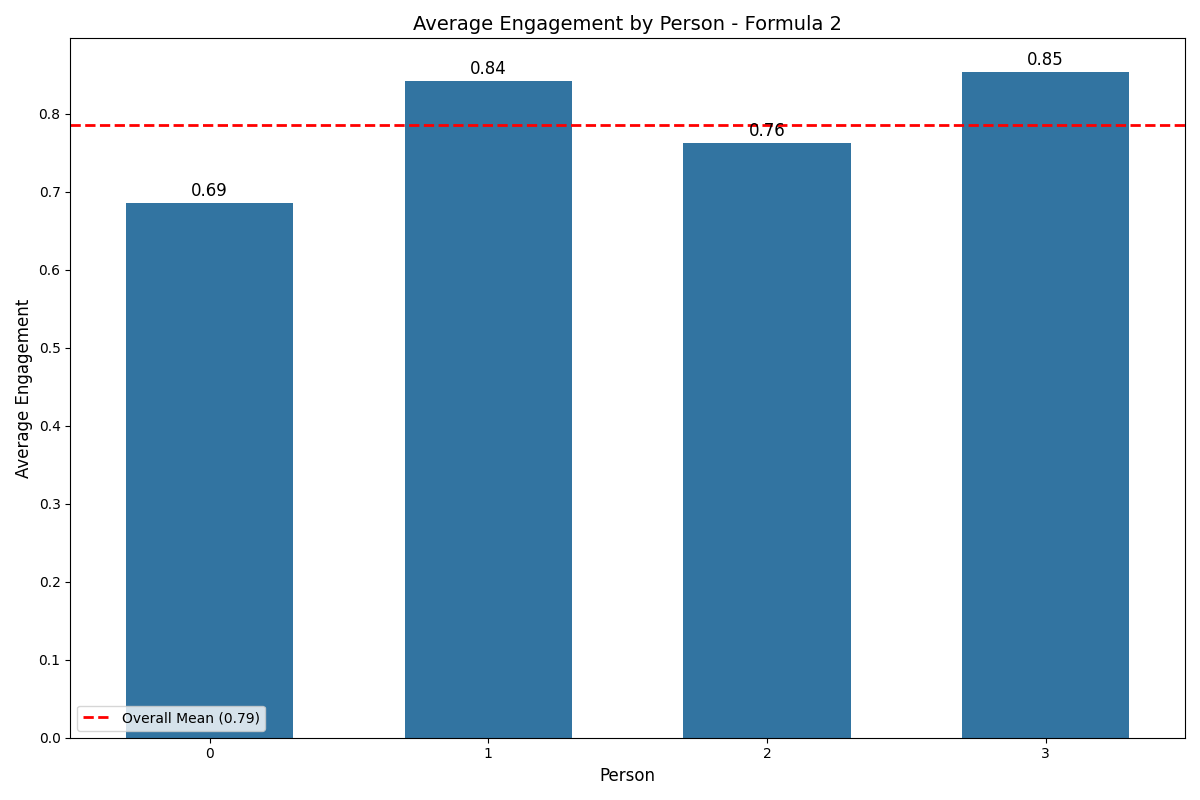 Average Engagement by Person - Formula 2
Average Engagement
0.8
0.7
0.6
0.5
0.4
0.3
0.2
0.1
0.0
0.69
0.84
0.76
0.85
Overall Mean (0.79)
0 1 2 3
Person